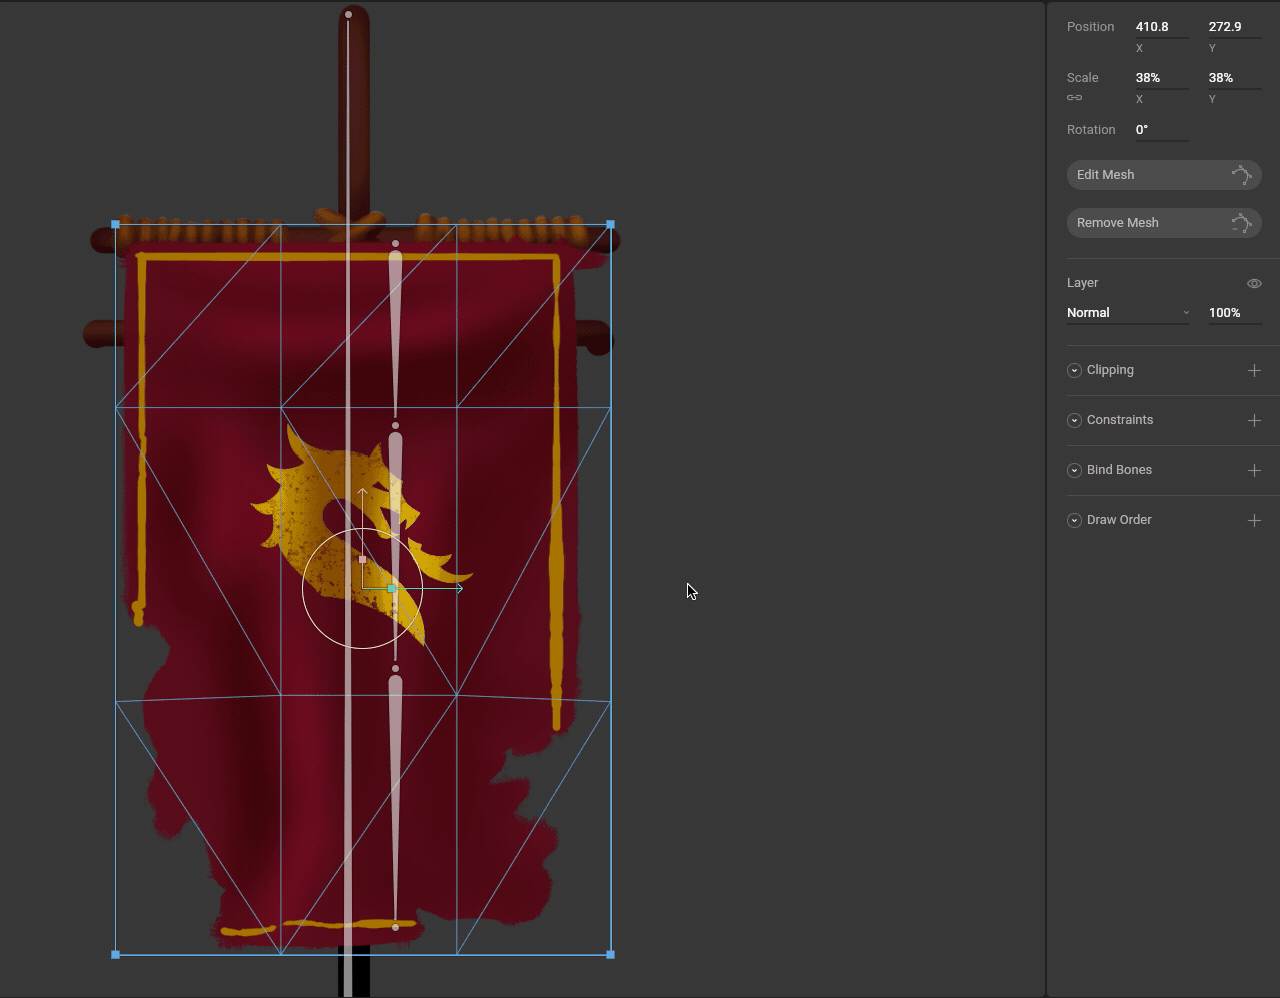 Position 410.8 272.9
X Y
Scale 38% 38%
X Y
Rotation 0°
Edit Mesh
Remove Mesh
Layer
Normal 100%
Clipping
Constraints
Bind Bones
Draw Order